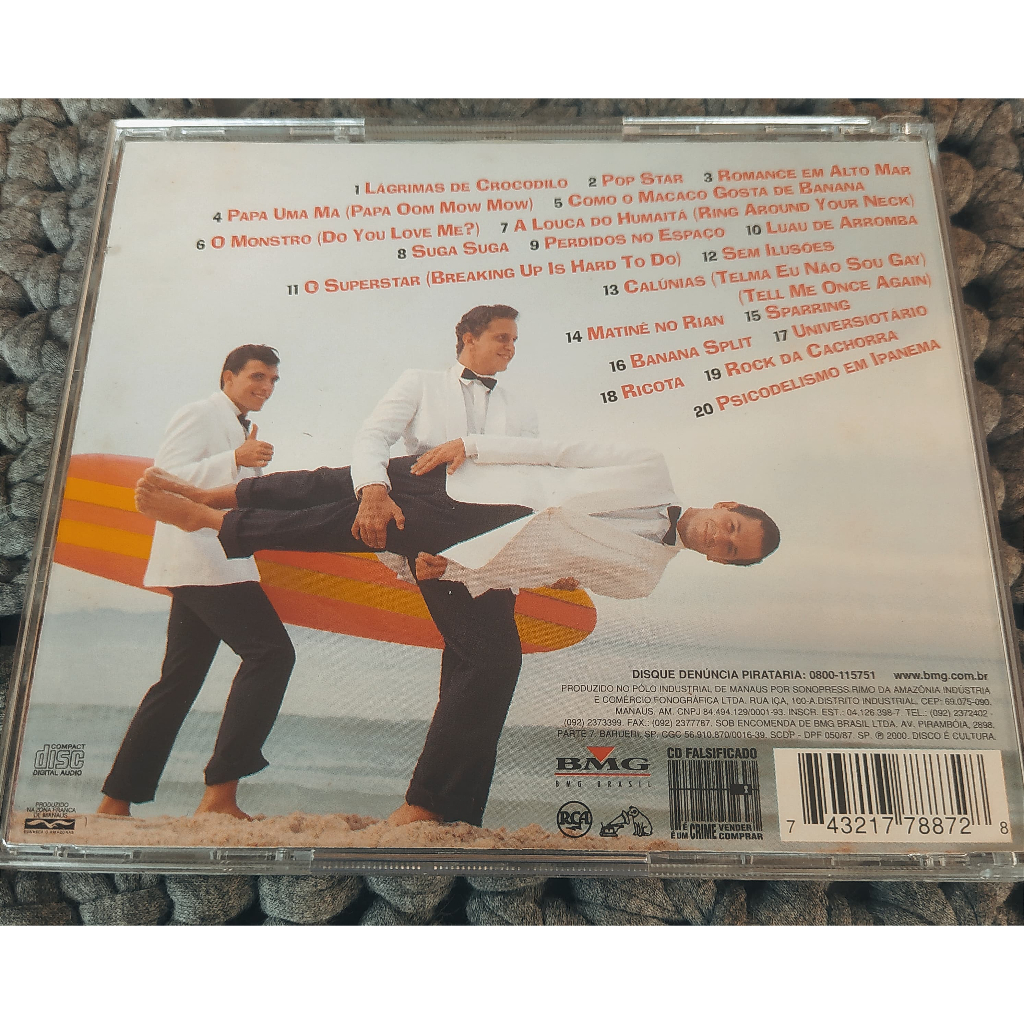 1 LÁGRIMAS DE CROCODILO 2 POP STAR 3 ROMANCE EM ALTO MAR
4 PAPA UMA MA (PAPA OOM MOW MOW) 5 COMO O MACACO GOSTA DE BANANA
6 O MONSTRO (DO YOU LOVE ME?) 7 A LOUCA DO HUMAITÁ (RING AROUND YOUR NECK)
8 SUGA SUGA 9 PERDIDOS NO ESPAÇO 10 LUAU DE ARROMBA
11 O SUPERSTAR (BREAKING UP IS HARD TO DO) 12 SEM ILUSÕES
13 CALÚNIAS (TELMA EU NÃO SOU GAY)
(TELL ME ONCE AGAIN)
14 MATINÊ NO RIAN 15 SPARRING
16 BANANA SPLIT 17 UNIVERSIOTÁRIO
18 RICOTA 19 ROCK DA CACHORRA
20 PSICODELISMO EM IPANEMA
DISQUE DENÚNCIA PIRATARIA: 0800-115751 www.bmg.com.br
PRODUZIDO NO PÓLO INDUSTRIAL DE MANAUS POR SONOPRESS.RIMO DA AMAZÔNIA INDÚSTRIA
E COMÉRCIO FONOGRÁFICA LTDA. RUA IÇA, 160-A.DISTRITO INDUSTRIAL. CEP: 69.075-090.
MANAUS, AM. CNPJ 84.494.129/0001-93. INSCR. EST.: 04.126.398-7. TEL.: (092) 2372402 -
(092) 2373399. FAX.: (092) 2377787. SOB ENCOMENDA DE BMG BRASIL LTDA. AV. PIRAMBÓIA, 2898.
PARTE 7. BARUERI, SP. CGC 56.910.870/0016-39. SCDP - DPF 050/87. SP. ℗ 2000. DISCO É CULTURA.
COMPACT
disc
DIGITAL AUDIO
PRODUZIDO
NA ZONA FRANCA
DE MANAUS
CONHEÇA O AMAZONAS
BMG
BMG BRASIL
RCA
CD FALSIFICADO
É UM CRIME VENDER E COMPRAR
7 43217 78872 8